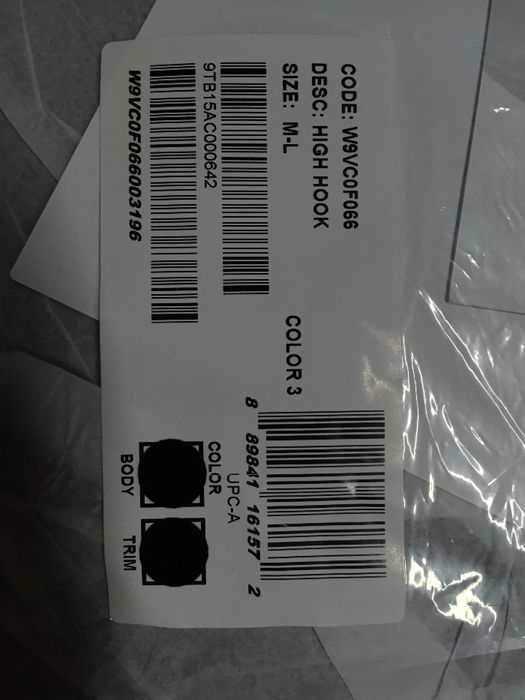 CODE: W9VC0F066
DESC: HIGH HOOK
SIZE: M-L
COLOR 3
9TB15AC000642
W9VC0F066003196
8 89841 16157 2
UPC-A
COLOR
BODY TRIM